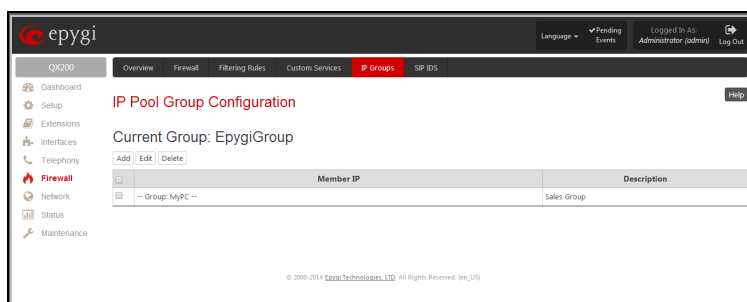 epygi
Language
Pending Events
Logged In As:
Administrator (admin)
Log Out
QX200
Overview Firewall Filtering Rules Custom Services IP Groups SIP IDS
Dashboard
Setup
Extensions
Interfaces
Telephony
Firewall
Network
Status
Maintenance
Help
IP Pool Group Configuration
Current Group: EpygiGroup
Add Edit Delete
Member IP Description
-- Group: MyPC -- Sales Group
© 2000-2014 Epygi Technologies, LTD. All Rights Reserved. (en_US)